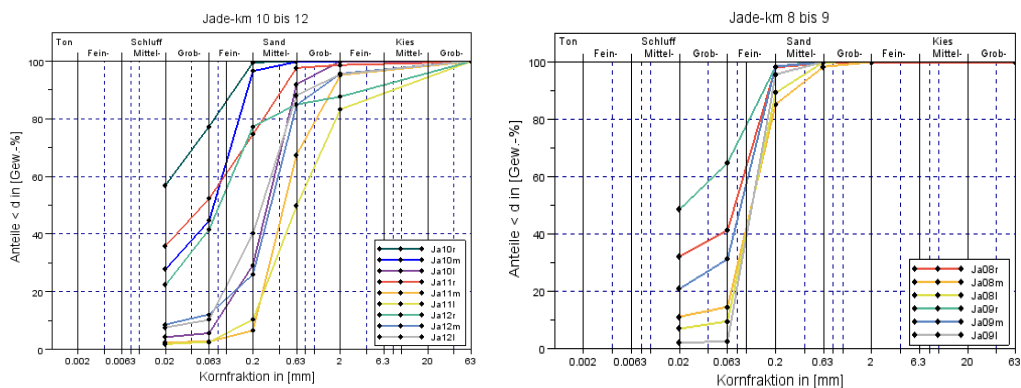 Jade-km 10 bis 12
Ton Schluff Sand Kies
Fein- Mittel- Grob- Fein- Mittel- Grob- Fein- Mittel- Grob-
Anteile < d in [Gew.-%]
100
80
60
40
20
0
Ja10r
Ja10m
Ja10l
Ja11r
Ja11m
Ja11l
Ja12r
Ja12m
Ja12l
0.002 0.0063 0.02 0.063 0.2 0.63 2 6.3 20 63
Kornfraktion in [mm]
Jade-km 8 bis 9
Ton Schluff Sand Kies
Fein- Mittel- Grob- Fein- Mittel- Grob- Fein- Mittel- Grob-
Anteile < d in [Gew.-%]
100
80
60
40
20
0
Ja08r
Ja08m
Ja08l
Ja09r
Ja09m
Ja09l
0.002 0.0063 0.02 0.063 0.2 0.63 2 6.3 20 63
Kornfraktion in [mm]